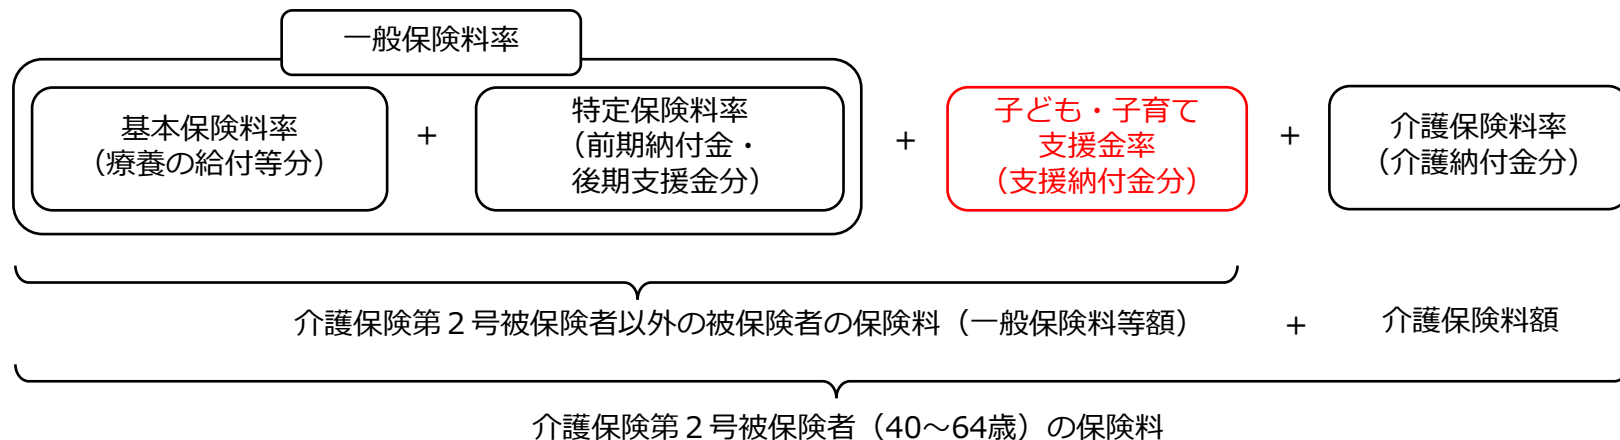 一般保険料率
基本保険料率
（療養の給付等分）
＋
特定保険料率
（前期納付金・
後期支援金分）
＋
子ども・子育て
支援金率
（支援納付金分）
＋
介護保険料率
（介護納付金分）
介護保険第２号被保険者以外の被保険者の保険料（一般保険料等額）
＋
介護保険料額
介護保険第２号被保険者（40～64歳）の保険料